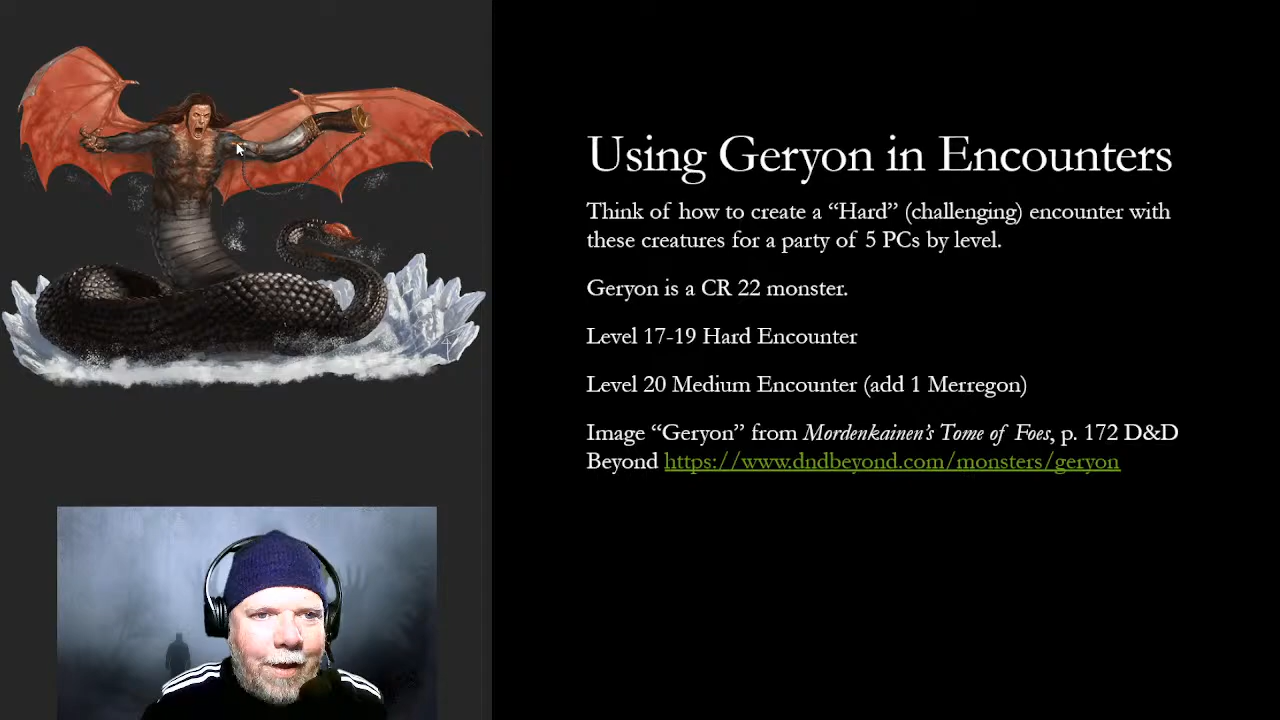 Using Geryon in Encounters
Think of how to create a “Hard” (challenging) encounter with
these creatures for a party of 5 PCs by level.
Geryon is a CR 22 monster.
Level 17-19 Hard Encounter
Level 20 Medium Encounter (add 1 Merregon)
Image “Geryon” from Mordenkainen’s Tome of Foes, p. 172 D&D
Beyond https://www.dndbeyond.com/monsters/geryon